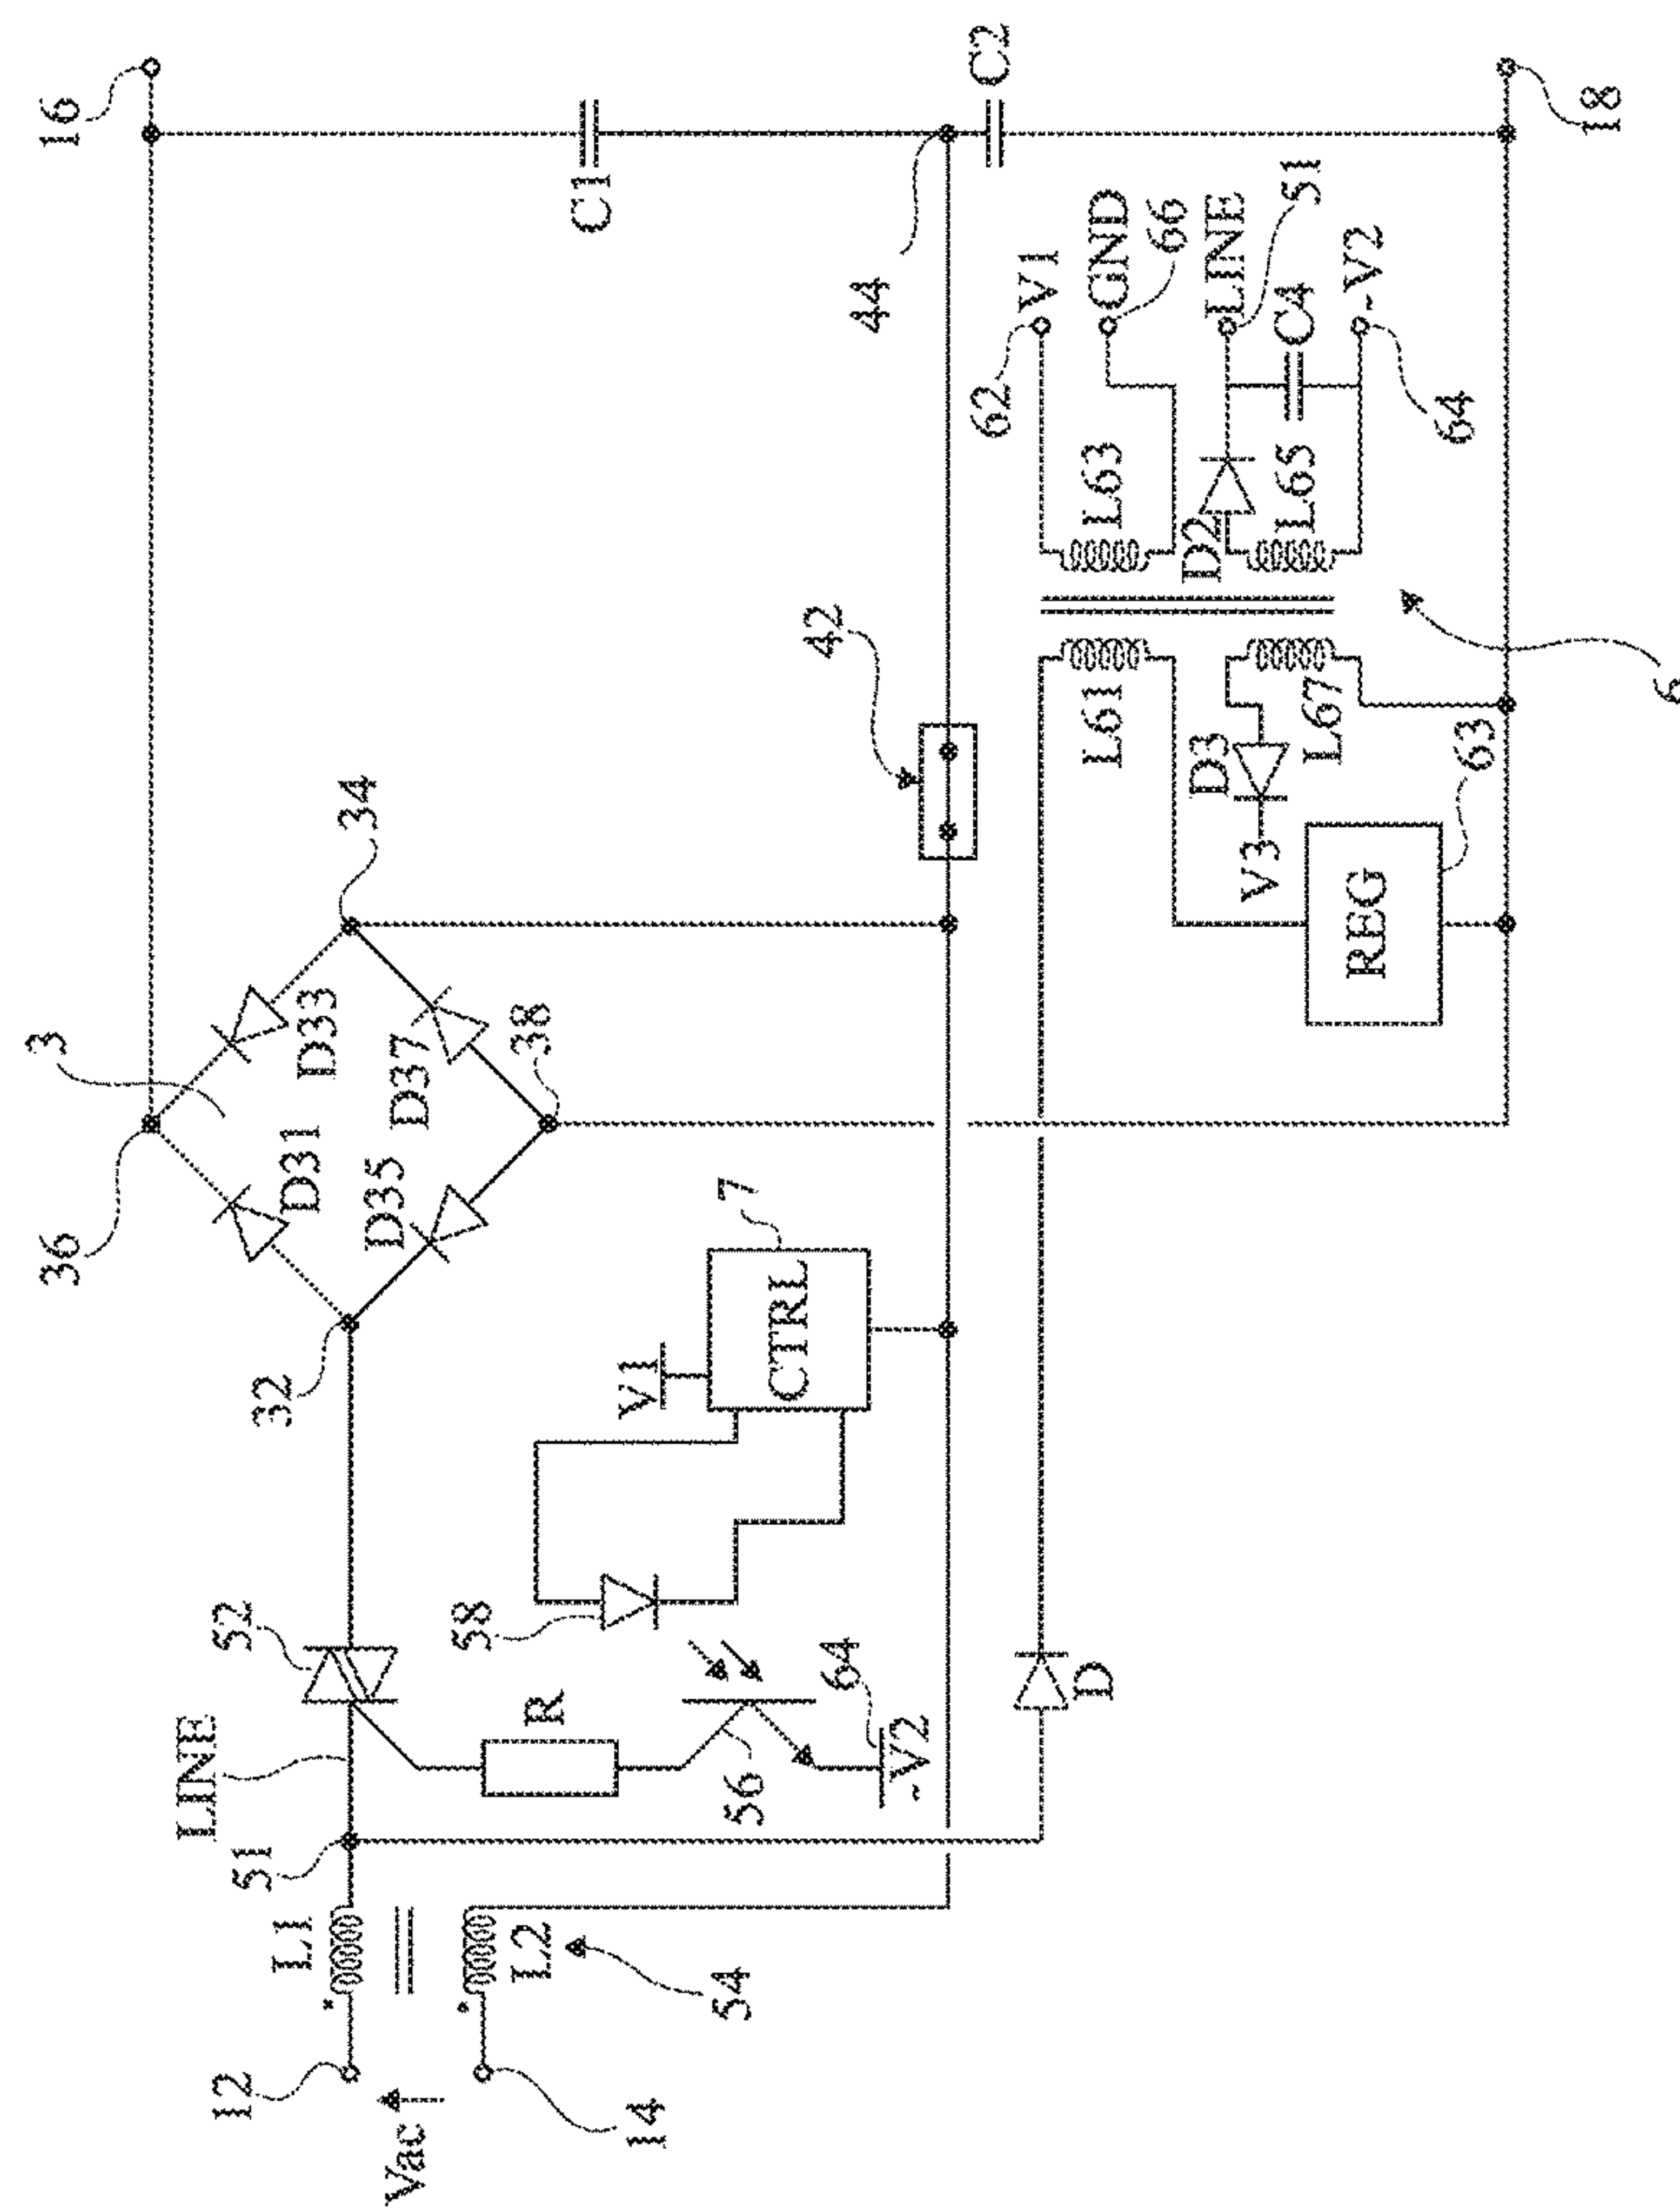 16
C2
18
C1
44
V1
GND
66
LINE
51
62
C4
-V2
64
L63
L65
D2
42
6
L61
L67
D3
63
V3
REG
34
3
D33
D37
38
D31
D35
36
32
7
CTRL
V1
52
58
R
64
LINE
56
-V2
D
51
L1
L2
54
12
14
Vac